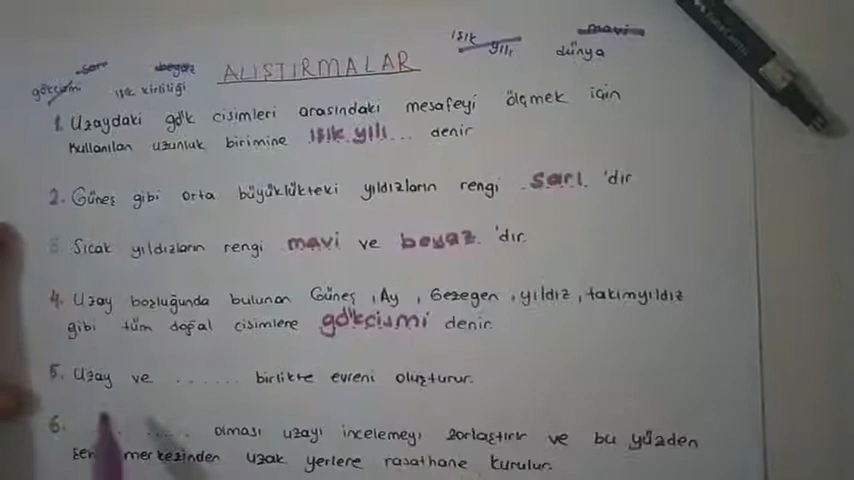 ışık yılı
mavi
sarı
beyaz
ALIŞTIRMALAR
dünya
gökcismi
ışık kirliliği
1. Uzaydaki gök cisimleri arasındaki mesafeyi ölçmek için
kullanılan uzunluk birimine ışık yılı... denir
2. Güneş gibi orta büyüklükteki yıldızların rengi .sarı. 'dır
3. Sıcak yıldızların rengi mavi ve beyaz. 'dır.
4. Uzay boşluğunda bulunan Güneş, Ay, Gezegen, yıldız, takımyıldız
gibi tüm doğal cisimlere gökcismi denir.
5. Uzay ve ...... birlikte evreni oluşturur.
6. ...... olması uzayı incelemeyi zorlaştırır ve bu yüzden
merkezinden uzak yerlere rasathane kurulur.